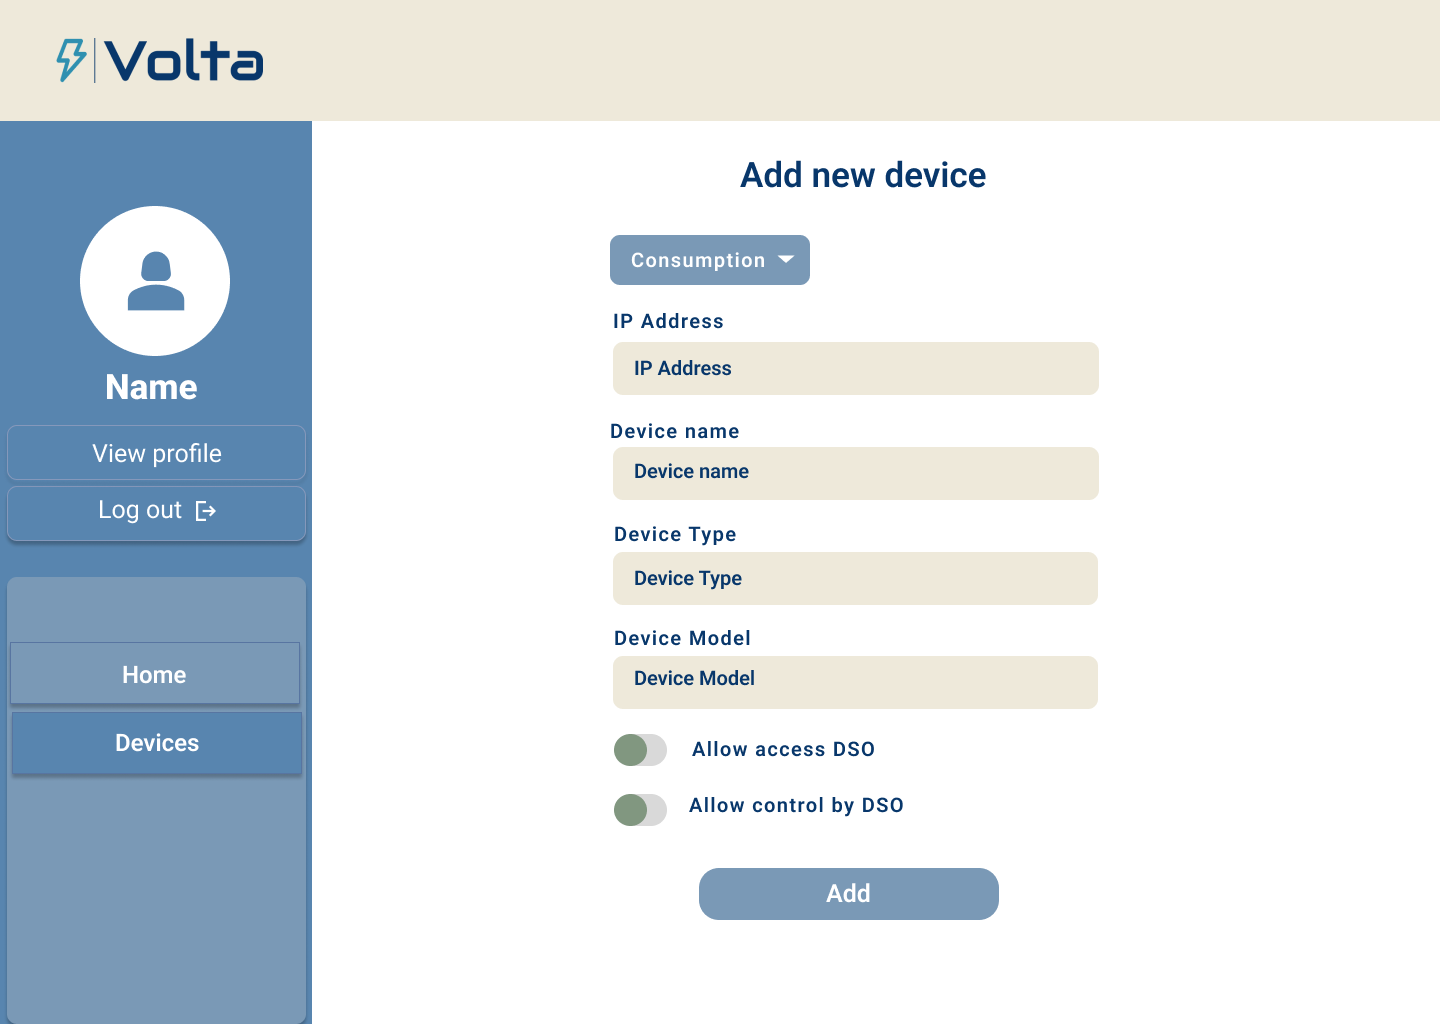 Volta
Name
View profile
Log out
Home
Devices
Add new device
Consumption
IP Address
IP Address
Device name
Device name
Device Type
Device Type
Device Model
Device Model
Allow access DSO
Allow control by DSO
Add